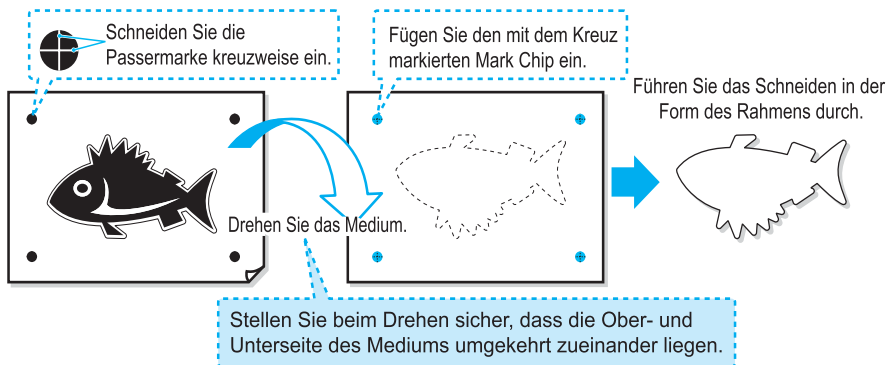 Schneiden Sie die
Passermarke kreuzweise ein.
Fügen Sie den mit dem Kreuz
markierten Mark Chip ein.
Führen Sie das Schneiden in der
Form des Rahmens durch.
Drehen Sie das Medium.
Stellen Sie beim Drehen sicher, dass die Ober- und
Unterseite des Mediums umgekehrt zueinander liegen.